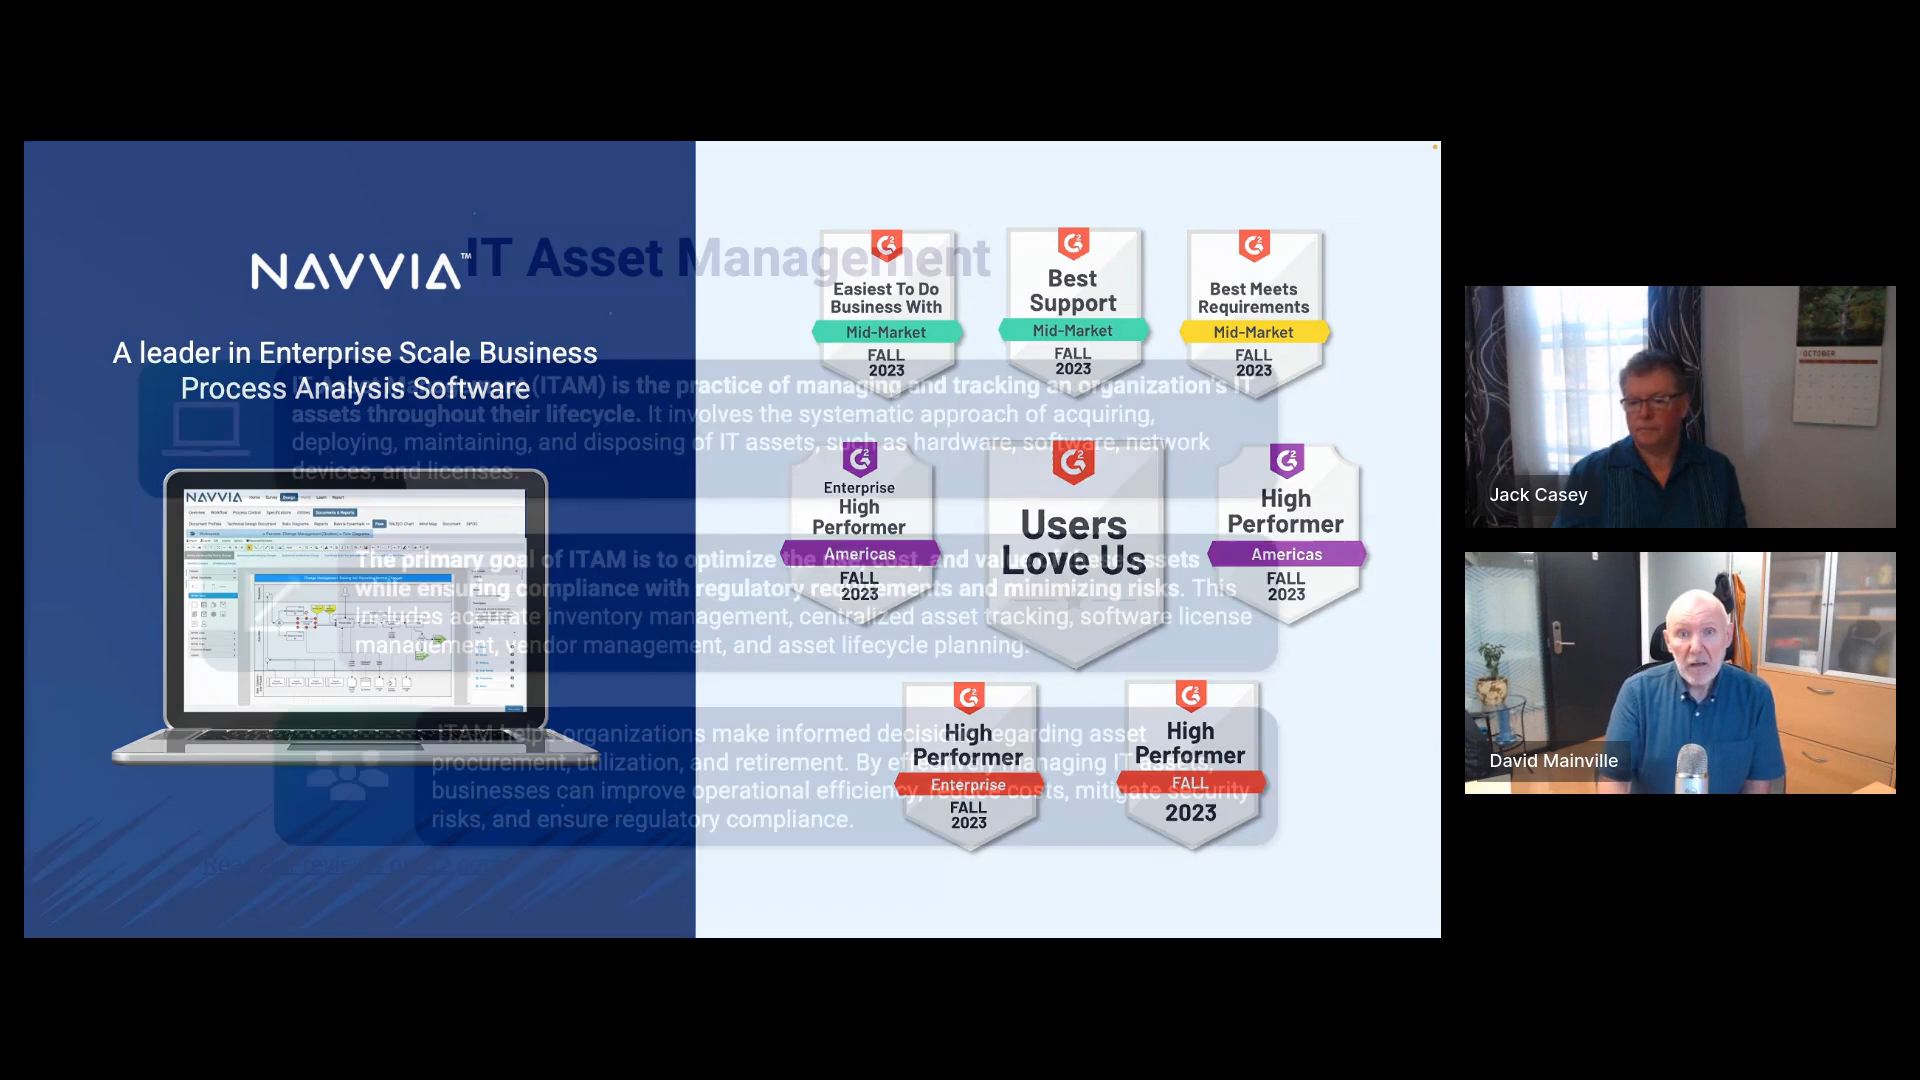 NAVVIA™
A leader in Enterprise Scale Business
Process Analysis Software
IT Asset Management
IT Asset Management (ITAM) is the practice of managing and tracking an organization's IT
assets throughout their lifecycle. It involves the systematic approach of acquiring,
deploying, maintaining, and disposing of IT assets, such as hardware, software, network
devices, and licenses.
The primary goal of ITAM is to optimize the use, cost, and value of these assets
while ensuring compliance with regulatory requirements and minimizing risks. This
includes accurate inventory management, centralized asset tracking, software license
management, vendor management, and asset lifecycle planning.
ITAM helps organizations make informed decisions regarding asset
procurement, utilization, and retirement. By effectively managing IT assets,
businesses can improve operational efficiency, reduce costs, mitigate security
risks, and ensure regulatory compliance.
NAVVIA
Easiest To Do
Business With
Mid-Market
FALL
2023
Best
Support
Mid-Market
FALL
2023
Best Meets
Requirements
Mid-Market
FALL
2023
Enterprise
High
Performer
Americas
FALL
2023
Users
Love Us
High
Performer
Americas
FALL
2023
High
Performer
Enterprise
FALL
2023
High
Performer
FALL
2023
OCTOBER
Jack Casey
David Mainville